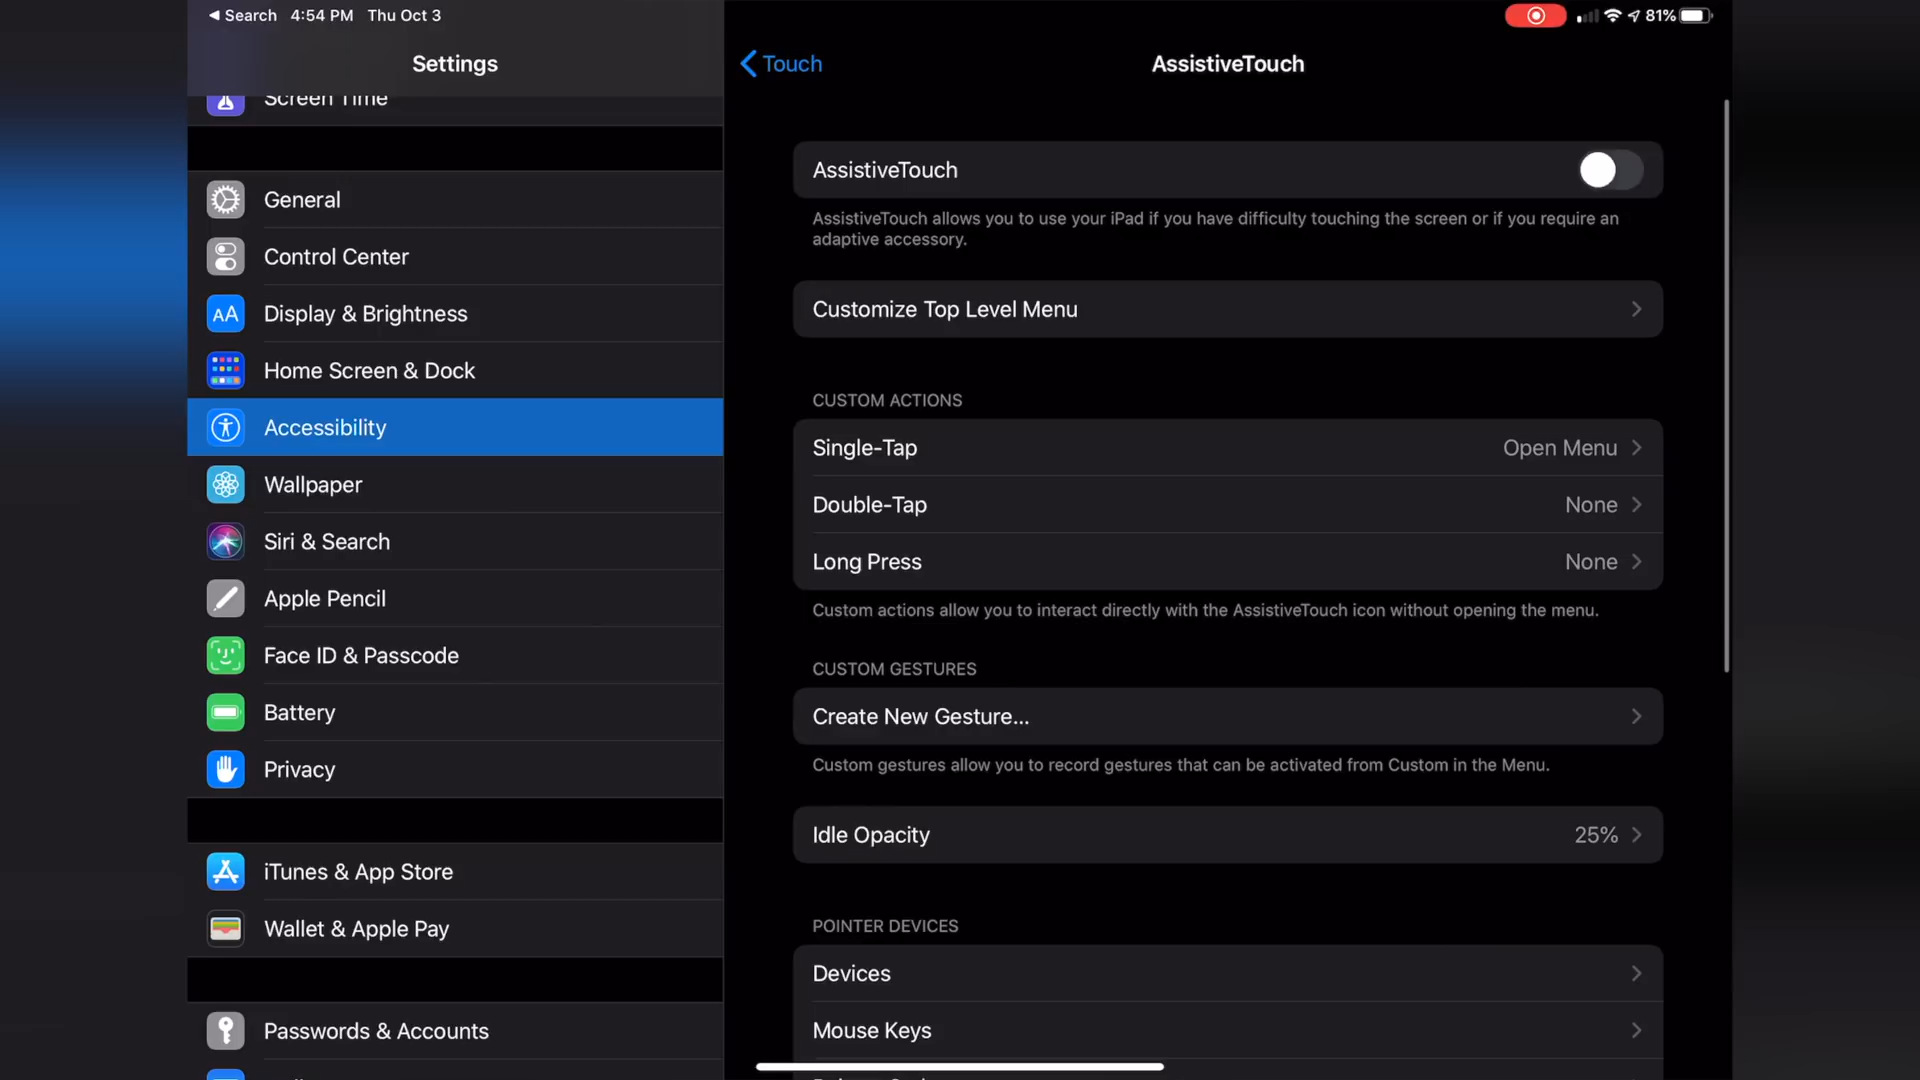 Search 4:54 PM Thu Oct 3
81%
Settings
Screen Time
General
Control Center
AA
Display & Brightness
Home Screen & Dock
Accessibility
Wallpaper
Siri & Search
Apple Pencil
Face ID & Passcode
Battery
Privacy
iTunes & App Store
Wallet & Apple Pay
Passwords & Accounts
Touch
AssistiveTouch
AssistiveTouch
AssistiveTouch allows you to use your iPad if you have difficulty touching the screen or if you require an
adaptive accessory.
Customize Top Level Menu
CUSTOM ACTIONS
Single-Tap Open Menu
Double-Tap None
Long Press None
Custom actions allow you to interact directly with the AssistiveTouch icon without opening the menu.
CUSTOM GESTURES
Create New Gesture...
Custom gestures allow you to record gestures that can be activated from Custom in the Menu.
Idle Opacity 25%
POINTER DEVICES
Devices
Mouse Keys